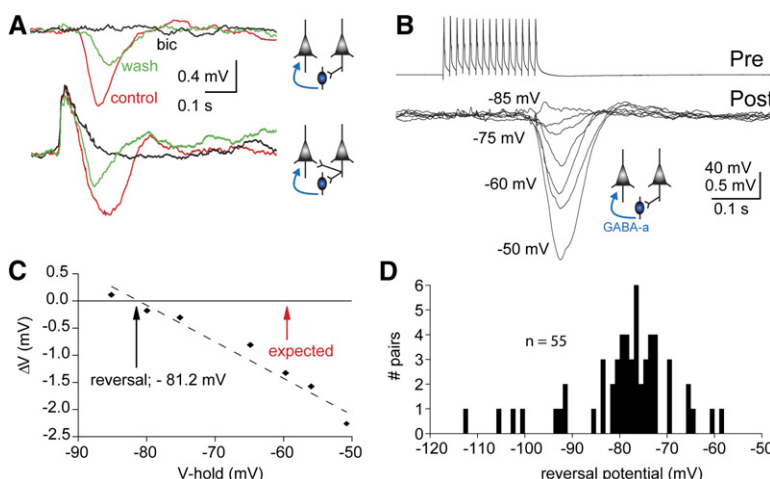 A
bic
wash
control
0.4 mV
0.1 s
B
Pre
Post
-85 mV
-75 mV
-60 mV
-50 mV
GABA-a
40 mV
0.5 mV
0.1 s
C
ΔV (mV)
0.5
0.0
-0.5
-1.0
-1.5
-2.0
-2.5
expected
reversal; - 81.2 mV
-90
-80
-70
-60
-50
V-hold (mV)
D
# pairs
6
5
4
3
2
1
0
n = 55
-120
-110
-100
-90
-80
-70
-60
-50
reversal potential (mV)